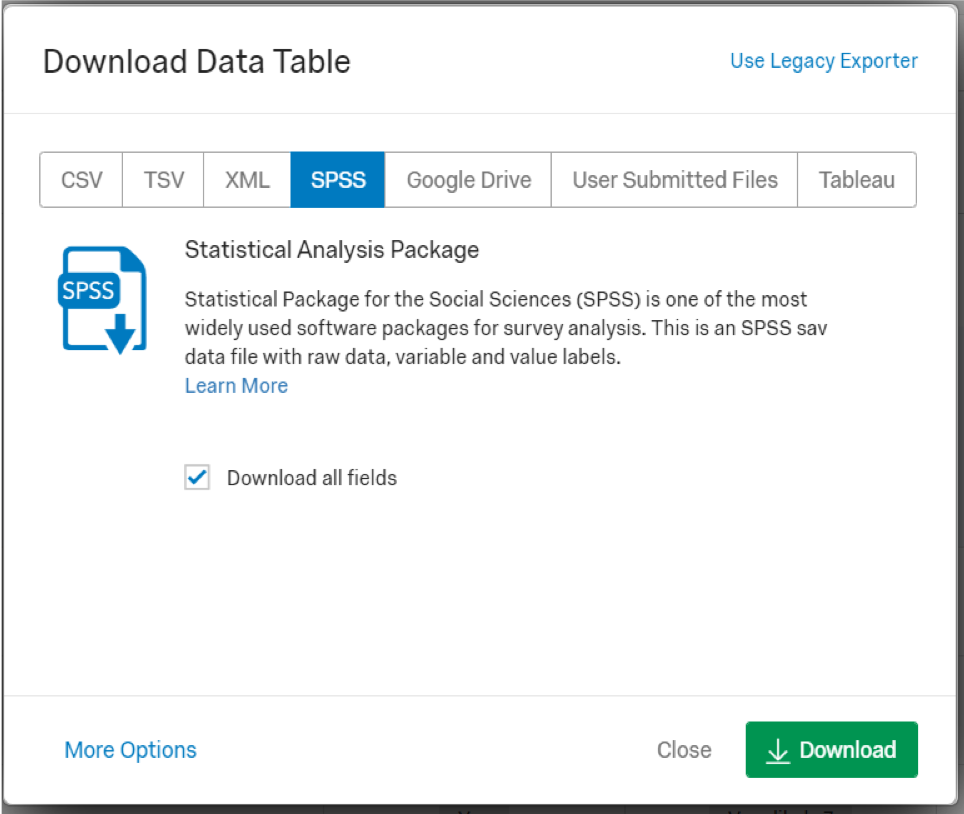 Download Data Table
Use Legacy Exporter
CSV
TSV
XML
SPSS
Google Drive
User Submitted Files
Tableau
SPSS
Statistical Analysis Package
Statistical Package for the Social Sciences (SPSS) is one of the most
widely used software packages for survey analysis. This is an SPSS sav
data file with raw data, variable and value labels.
Learn More
Download all fields
More Options
Close
Download